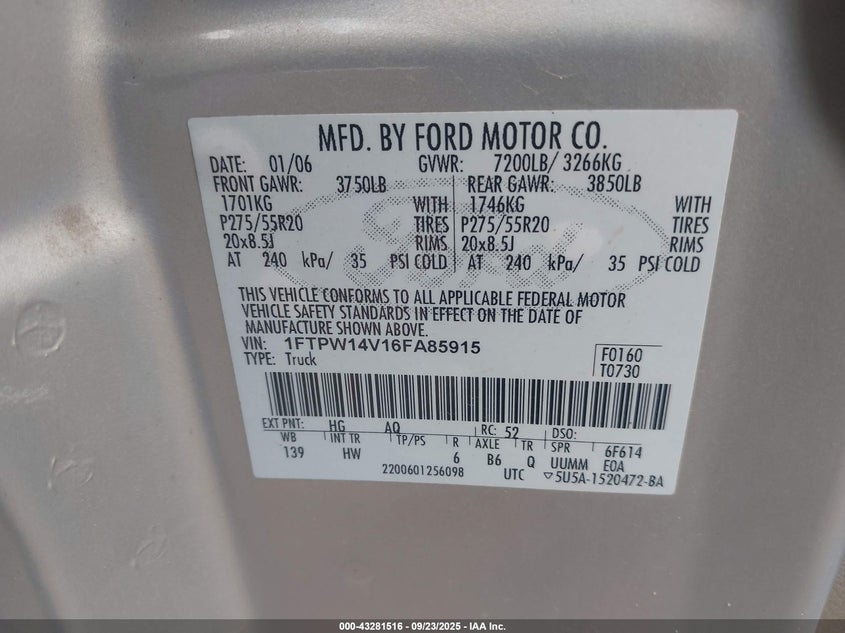 MFD. BY FORD MOTOR CO.
DATE: 01/06 GVWR: 7200LB/ 3266KG
FRONT GAWR: 3750LB REAR GAWR: 3850LB
1701KG WITH 1746KG WITH
P275/55R20 TIRES P275/55R20 TIRES
20x8.5J RIMS 20x8.5J RIMS
AT 240 kPa/ 35 PSI COLD AT 240 kPa/ 35 PSI COLD
Ford
THIS VEHICLE CONFORMS TO ALL APPLICABLE FEDERAL MOTOR
VEHICLE SAFETY STANDARDS IN EFFECT ON THE DATE OF
MANUFACTURE SHOWN ABOVE.
VIN: 1FTPW14V16FA85915
TYPE: Truck
F0160
T0730
EXT PNT: HG AQ RC: 52 DSO:
WB INT TR TP/PS R AXLE TR SPR 6F614
139 HW 6 B6 Q UUMM E0A
2200601256098 UTC ▽5U5A-1520472-BA
000-43281516 - 09/23/2025 - IAA Inc.